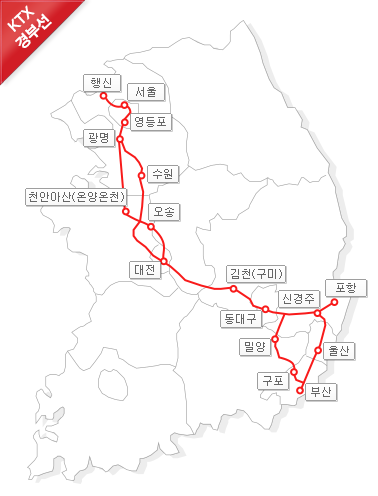 KTX
경부선
행신
서울
영등포
광명
수원
천안아산(온양온천)
오송
대전
김천(구미)
포항
신경주
동대구
밀양
울산
구포
부산